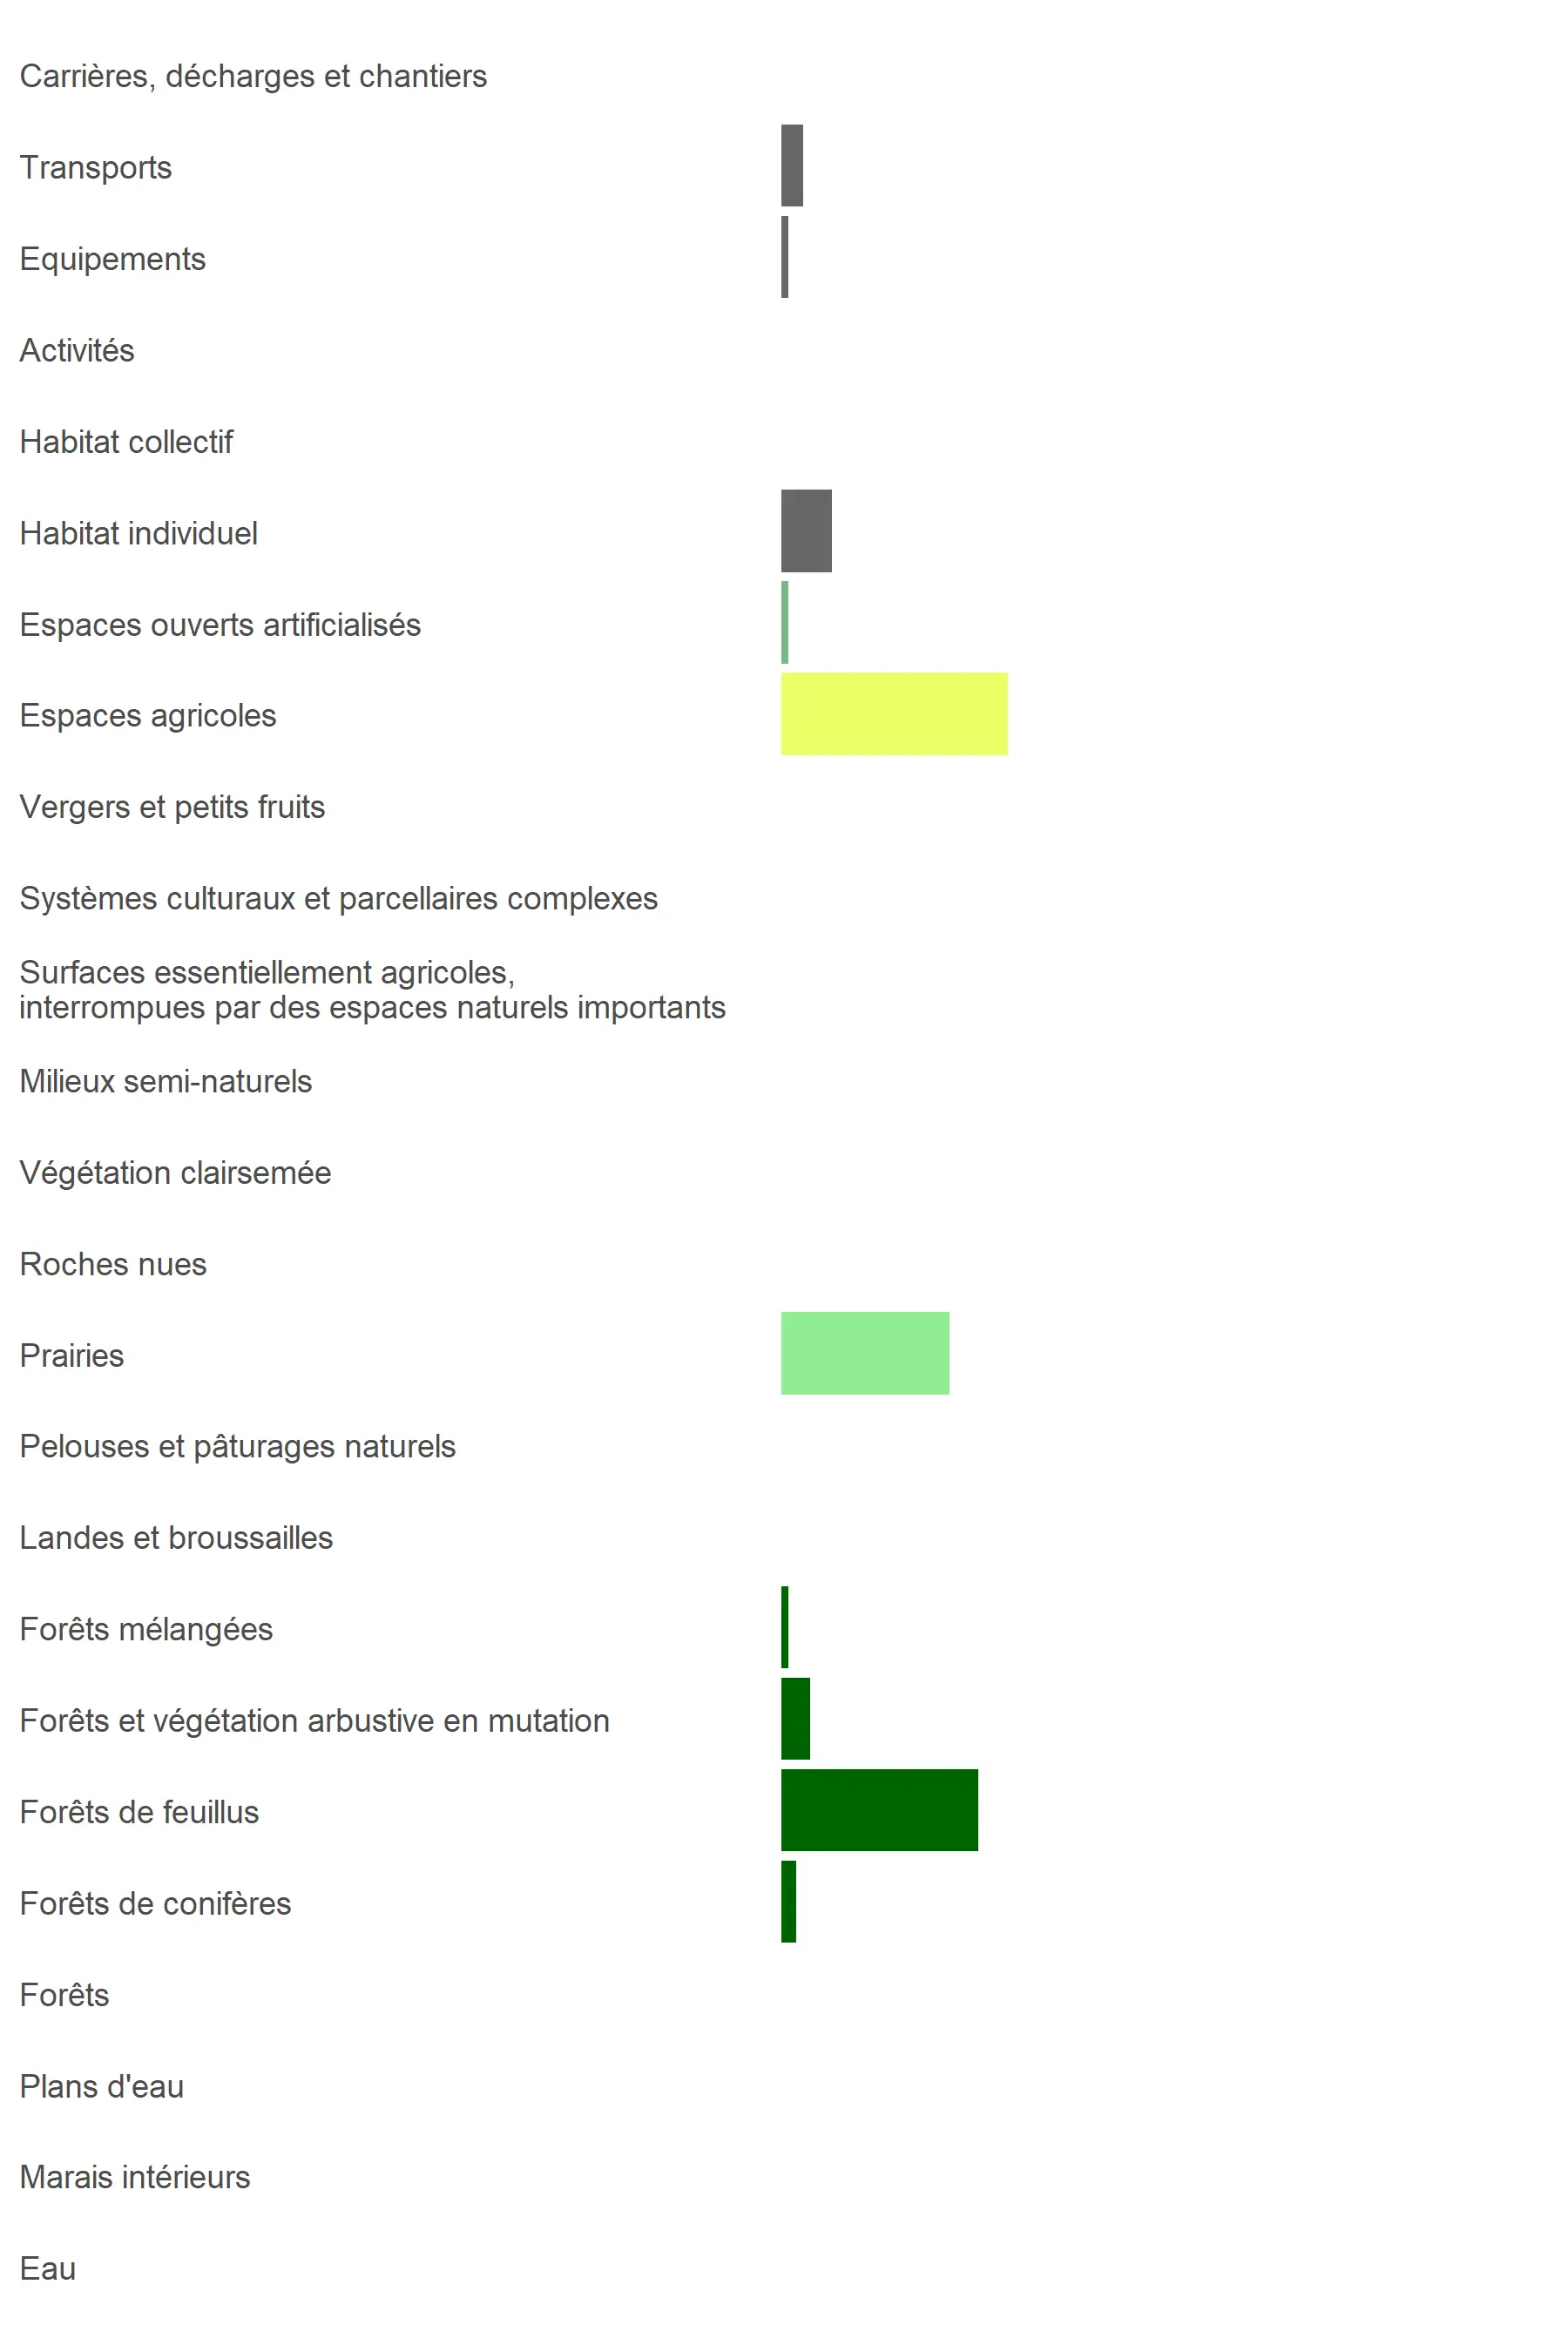 Carrières, décharges et chantiers
Transports
Equipements
Activités
Habitat collectif
Habitat individuel
Espaces ouverts artificialisés
Espaces agricoles
Vergers et petits fruits
Systèmes culturaux et parcellaires complexes
Surfaces essentiellement agricoles,
interrompues par des espaces naturels importants
Milieux semi-naturels
Végétation clairsemée
Roches nues
Prairies
Pelouses et pâturages naturels
Landes et broussailles
Forêts mélangées
Forêts et végétation arbustive en mutation
Forêts de feuillus
Forêts de conifères
Forêts
Plans d'eau
Marais intérieurs
Eau